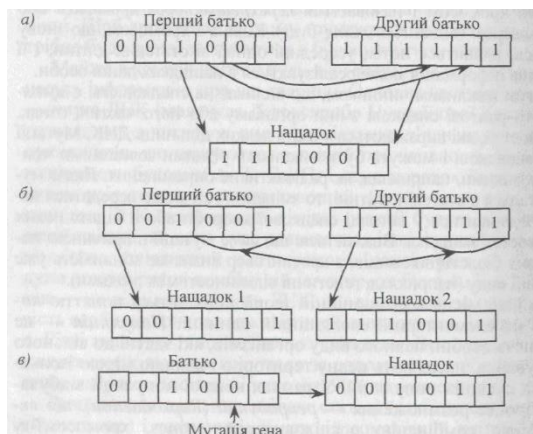 а) Перший батько Другий батько
0 0 1 0 0 1 1 1 1 1 1 1
Нащадок
1 1 1 0 0 1
б) Перший батько Другий батько
0 0 1 0 0 1 1 1 1 1 1 1
Нащадок 1 Нащадок 2
0 0 1 1 1 1 1 1 1 0 0 1
в) Батько Нащадок
0 0 1 0 0 0 0 0 1 0 0 1
Мутація гена